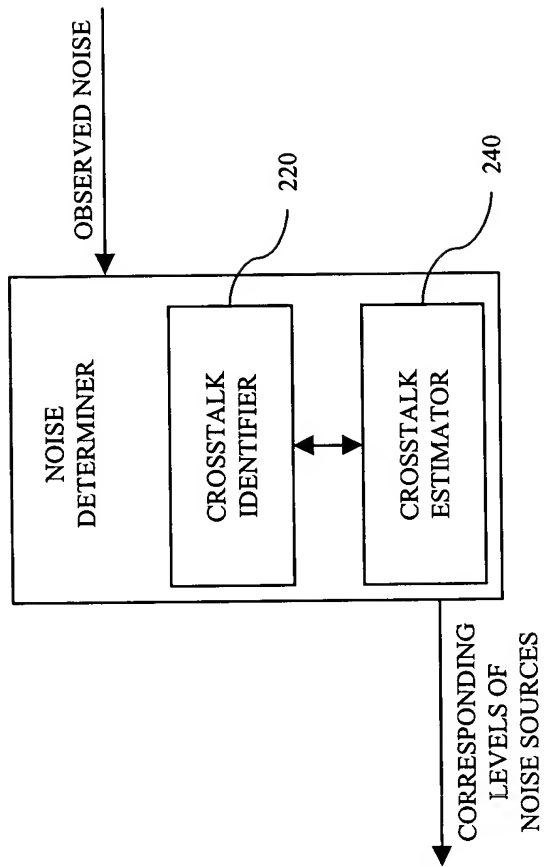 OBSERVED NOISE
NOISE
DETERMINER
CROSSTALK
IDENTIFIER
220
CROSSTALK
ESTIMATOR
240
CORRESPONDING
LEVELS OF
NOISE SOURCES